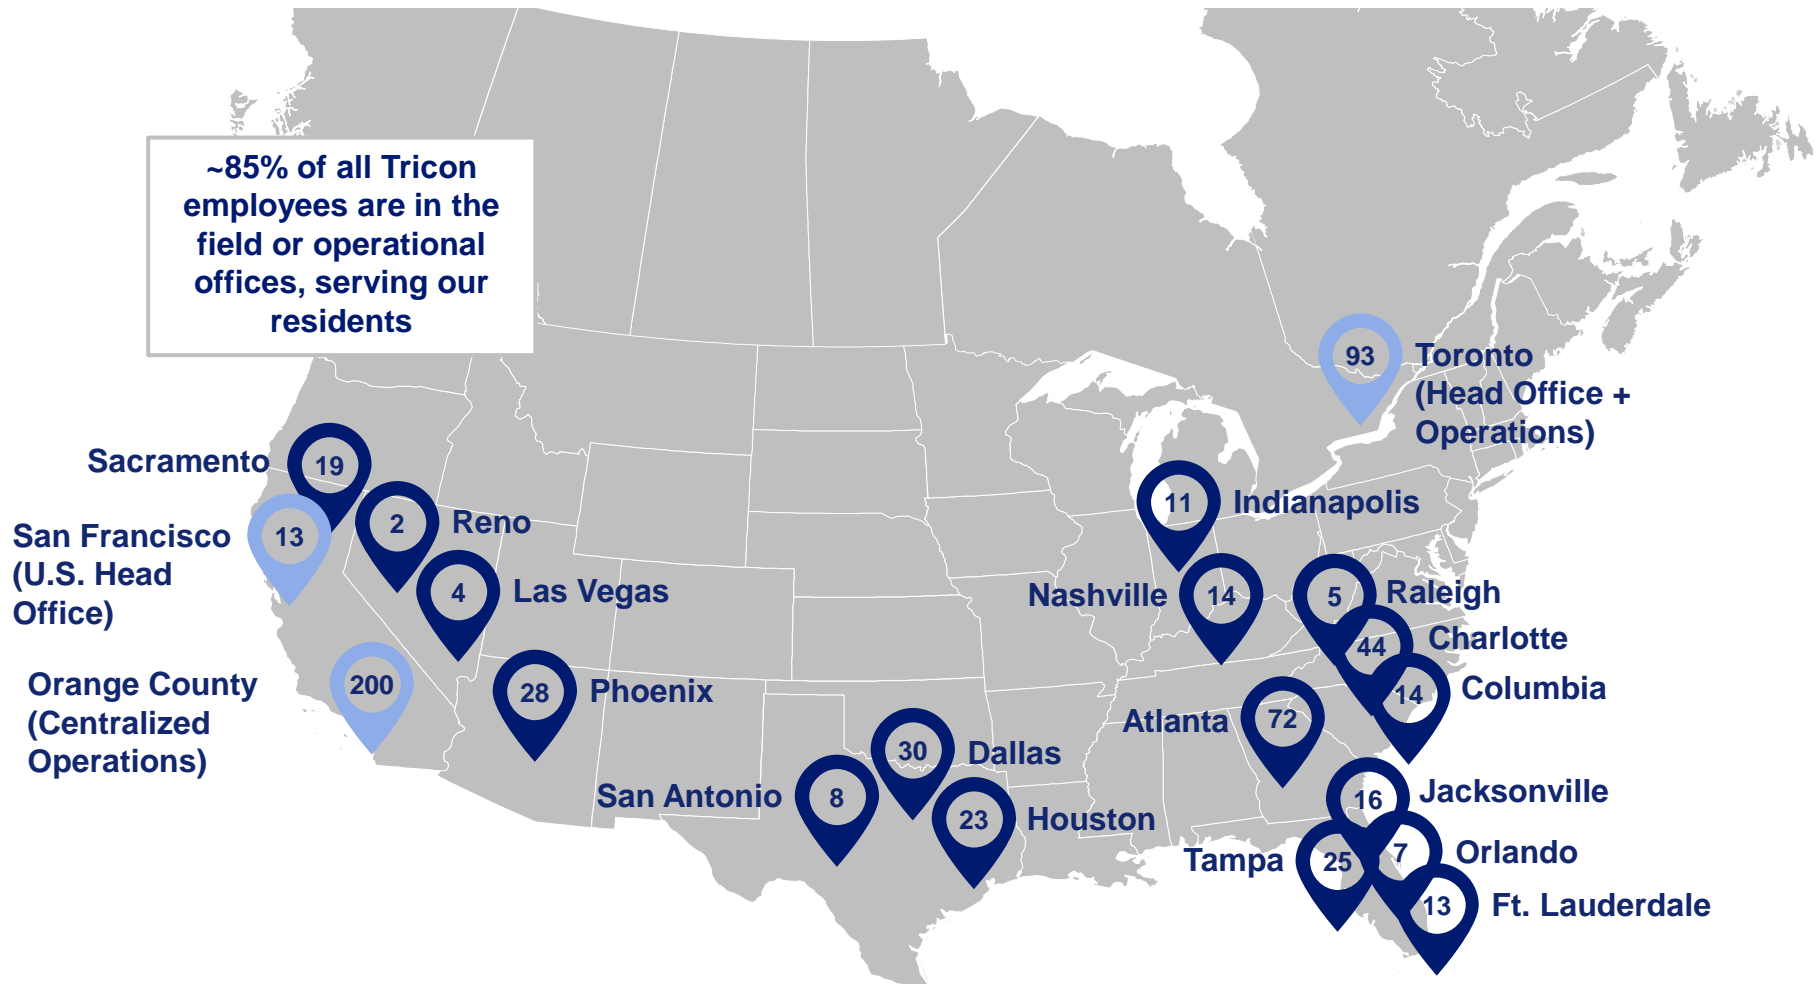 ~85% of all Tricon
employees are in the
field or operational
offices, serving our
residents
93
Toronto
(Head Office +
Operations)
Sacramento
19
San Francisco
(U.S. Head
Office)
13
2
Reno
4
Las Vegas
11
Indianapolis
Nashville
14
5
Raleigh
44
Charlotte
14
Columbia
Orange County
(Centralized
Operations)
200
28
Phoenix
Atlanta
72
30
Dallas
San Antonio
8
23
Houston
16
Jacksonville
Tampa
25
7
Orlando
13
Ft. Lauderdale